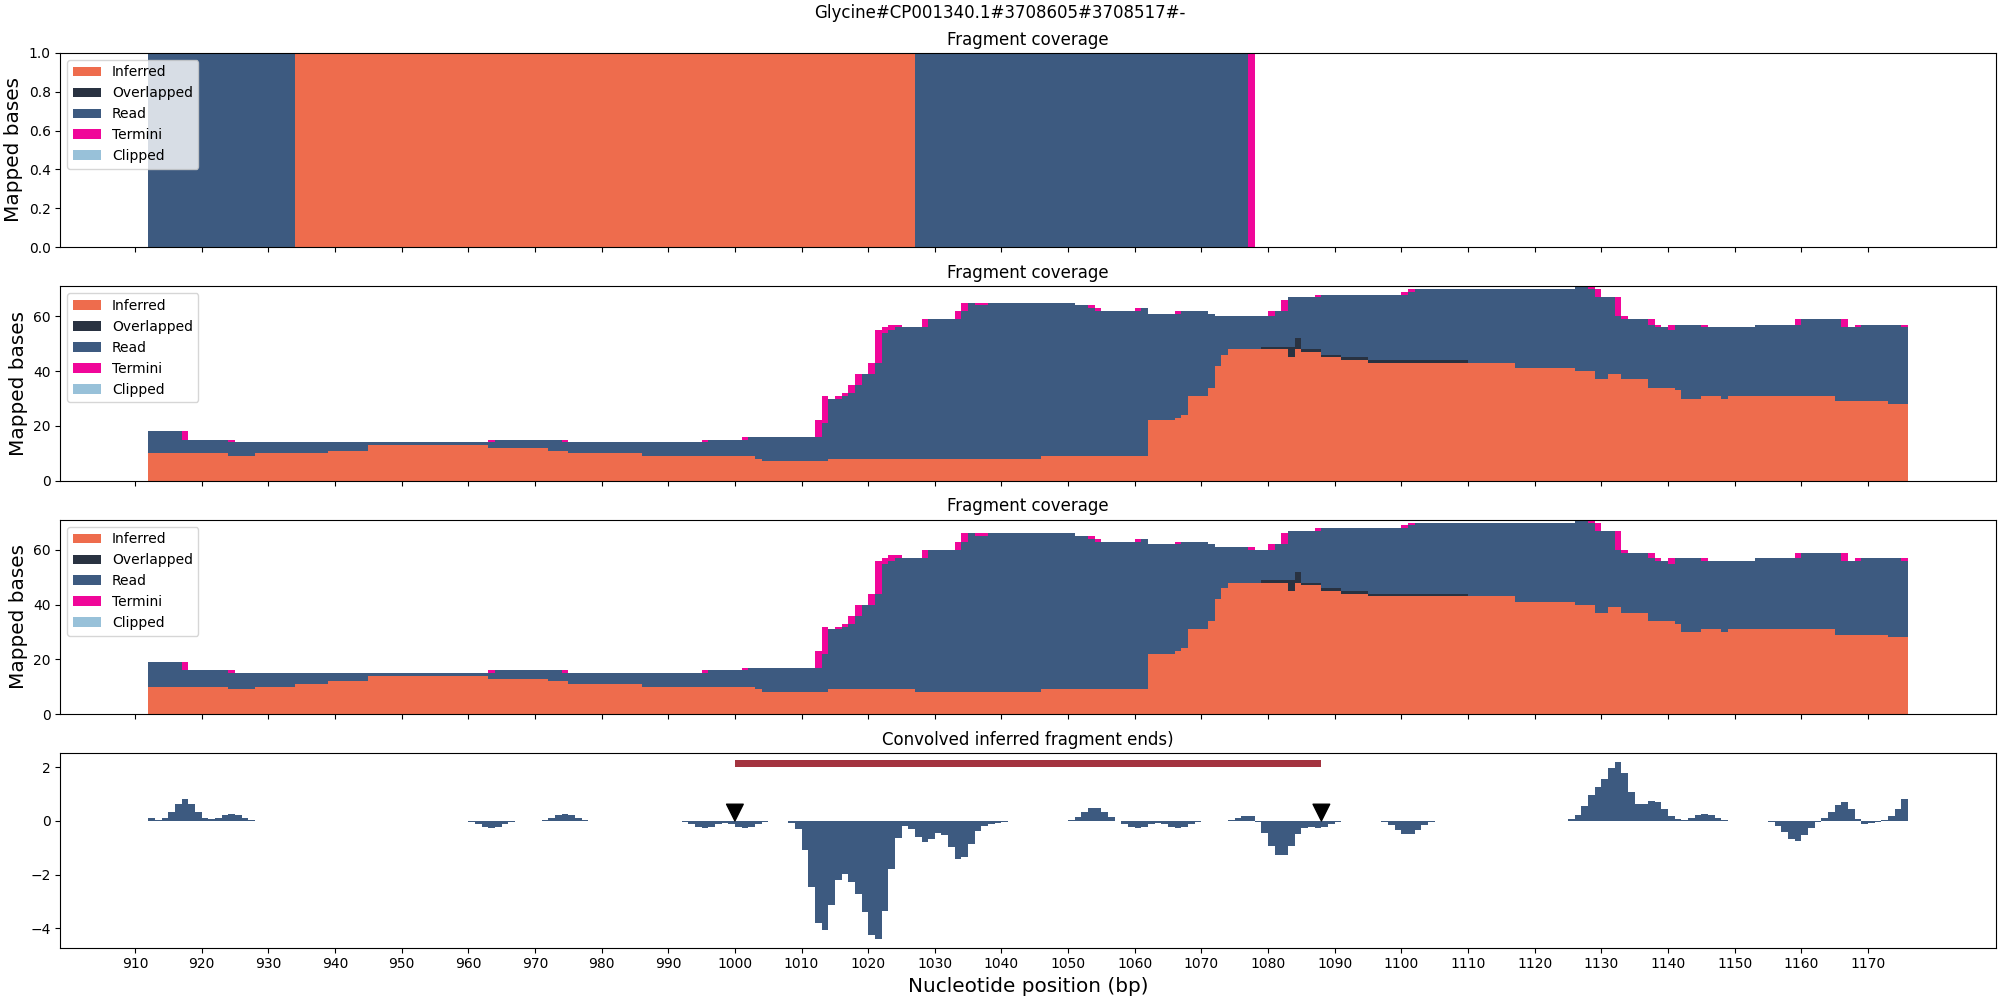 Glycine#CP001340.1#3708605#3708517#-
Fragment coverage
Mapped bases
1.0
0.8
0.6
0.4
0.2
0.0
Inferred
Overlapped
Read
Termini
Clipped
Fragment coverage
Mapped bases
60
40
20
0
Inferred
Overlapped
Read
Termini
Clipped
Fragment coverage
Mapped bases
60
40
20
0
Inferred
Overlapped
Read
Termini
Clipped
Convolved inferred fragment ends)
2
0
−2
−4
910 920 930 940 950 960 970 980 990 1000 1010 1020 1030 1040 1050 1060 1070 1080 1090 1100 1110 1120 1130 1140 1150 1160 1170
Nucleotide position (bp)